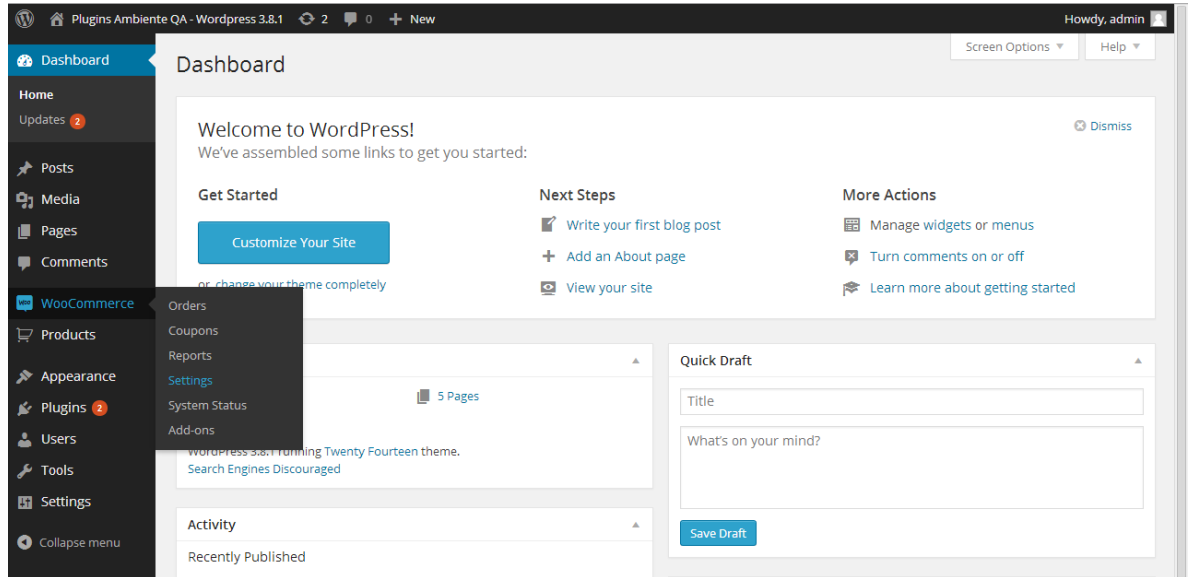 Plugins Ambiente QA - Wordpress 3.8.1 2 0 + New
Howdy, admin
Screen Options
Help
Dashboard
Home
Updates 2
Posts
Media
Pages
Comments
WooCommerce
Products
Appearance
Plugins 2
Users
Tools
Settings
Collapse menu
Orders
Coupons
Reports
Settings
System Status
Add-ons
Dashboard
Welcome to WordPress!
Dismiss
We've assembled some links to get you started:
Get Started
Customize Your Site
or change your theme completely
Next Steps
Write your first blog post
Add an About page
View your site
More Actions
Manage widgets or menus
Turn comments on or off
Learn more about getting started
5 Pages
WordPress 3.8.1 running Twenty Fourteen theme.
Search Engines Discouraged
Activity
Recently Published
Quick Draft
Title
What's on your mind?
Save Draft